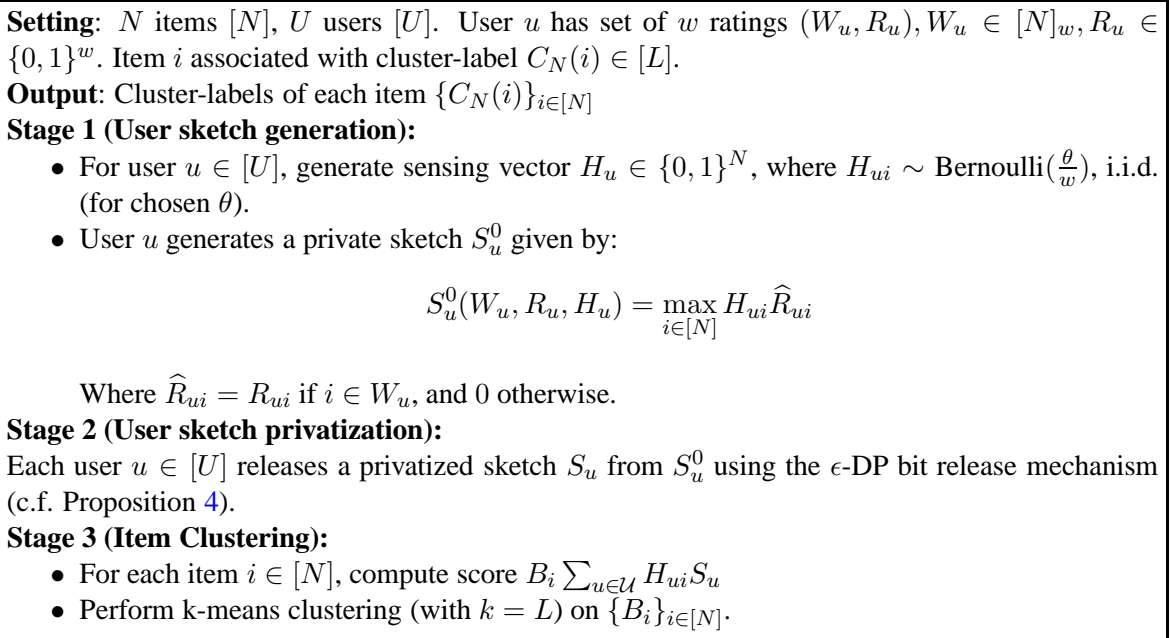 Setting: N items [N], U users [U]. User u has set of w ratings (W_u, R_u), W_u ∈ [N]_w, R_u ∈
{0, 1}^w. Item i associated with cluster-label C_N(i) ∈ [L].
Output: Cluster-labels of each item {C_N(i)}_{i∈[N]}
Stage 1 (User sketch generation):
• For user u ∈ [U], generate sensing vector H_u ∈ {0, 1}^N, where H_{ui} ∼ Bernoulli(θ/w), i.i.d.
(for chosen θ).
• User u generates a private sketch S_u^0 given by:
S_u^0(W_u, R_u, H_u) = max_{i∈[N]} H_{ui}R̂_{ui}
Where R̂_{ui} = R_{ui} if i ∈ W_u, and 0 otherwise.
Stage 2 (User sketch privatization):
Each user u ∈ [U] releases a privatized sketch S_u from S_u^0 using the ϵ-DP bit release mechanism
(c.f. Proposition 4).
Stage 3 (Item Clustering):
• For each item i ∈ [N], compute score B_i ∑_{u∈𝒰} H_{ui}S_u
• Perform k-means clustering (with k = L) on {B_i}_{i∈[N]}.